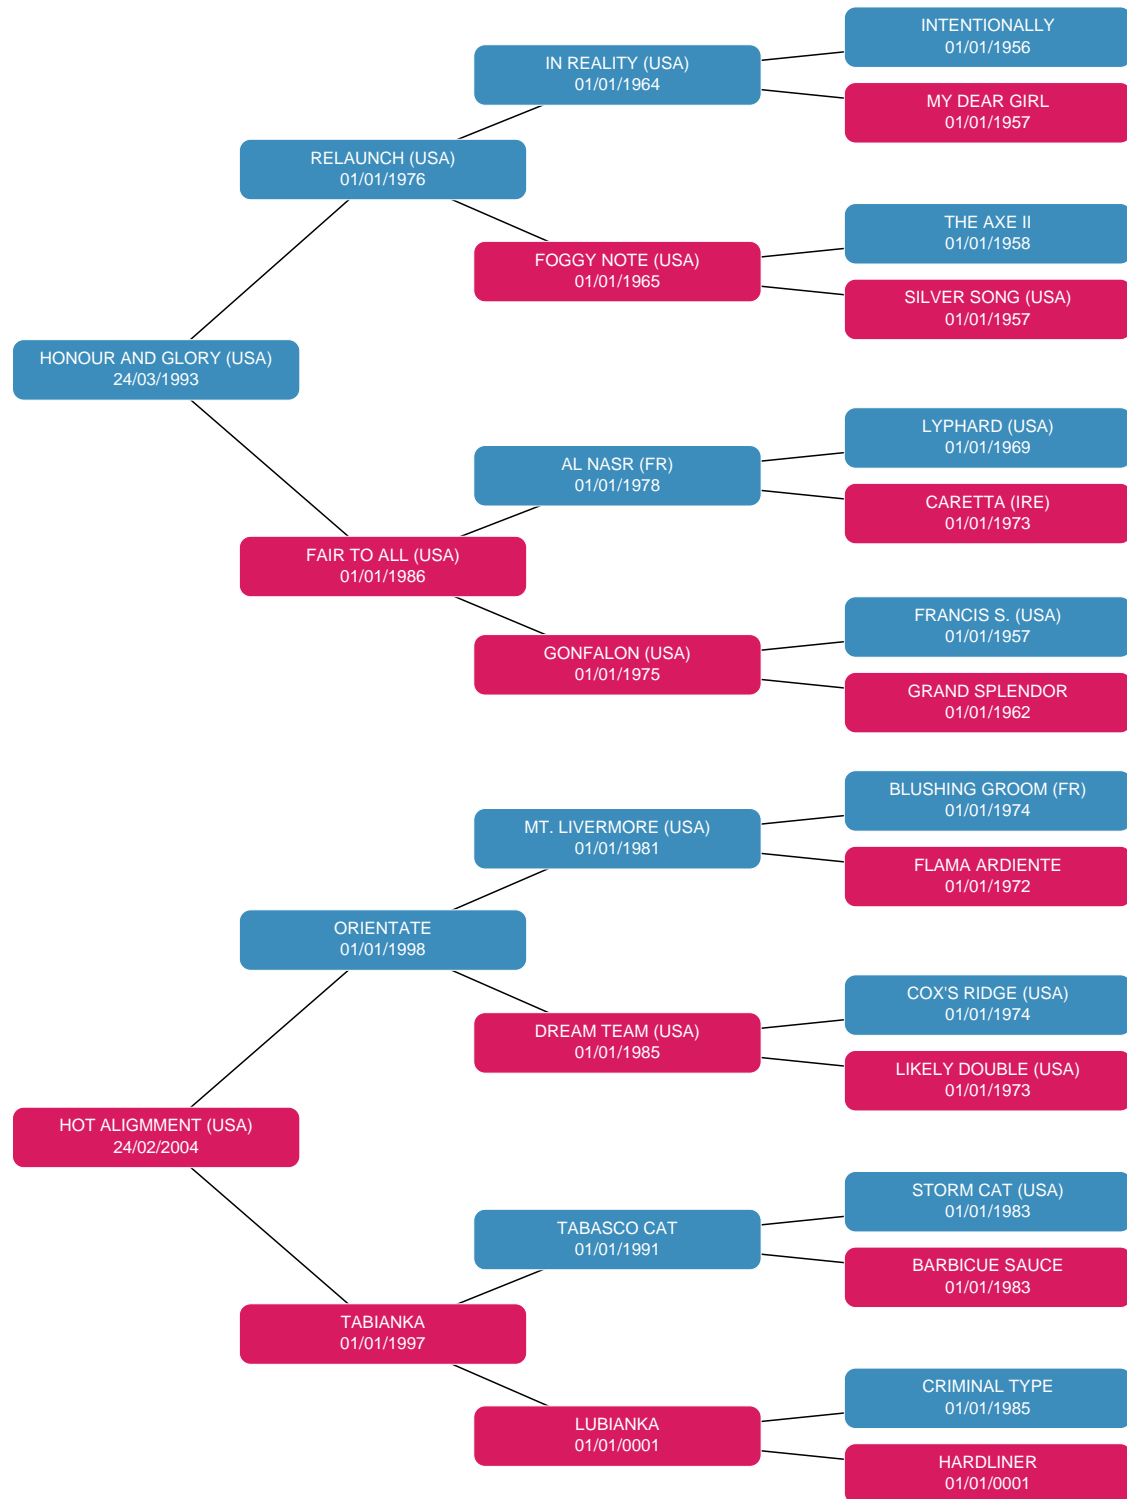 INTENTIONALLY
01/01/1956
IN REALITY (USA)
01/01/1964
MY DEAR GIRL
01/01/1957
RELAUNCH (USA)
01/01/1976
THE AXE II
01/01/1958
FOGGY NOTE (USA)
01/01/1965
SILVER SONG (USA)
01/01/1957
HONOUR AND GLORY (USA)
24/03/1993
LYPHARD (USA)
01/01/1969
AL NASR (FR)
01/01/1978
CARETTA (IRE)
01/01/1973
FAIR TO ALL (USA)
01/01/1986
FRANCIS S. (USA)
01/01/1957
GONFALON (USA)
01/01/1975
GRAND SPLENDOR
01/01/1962
BLUSHING GROOM (FR)
01/01/1974
MT. LIVERMORE (USA)
01/01/1981
FLAMA ARDIENTE
01/01/1972
ORIENTATE
01/01/1998
COX'S RIDGE (USA)
01/01/1974
DREAM TEAM (USA)
01/01/1985
LIKELY DOUBLE (USA)
01/01/1973
HOT ALIGMMENT (USA)
24/02/2004
STORM CAT (USA)
01/01/1983
TABASCO CAT
01/01/1991
BARBICUE SAUCE
01/01/1983
TABIANKA
01/01/1997
CRIMINAL TYPE
01/01/1985
LUBIANKA
01/01/0001
HARDLINER
01/01/0001